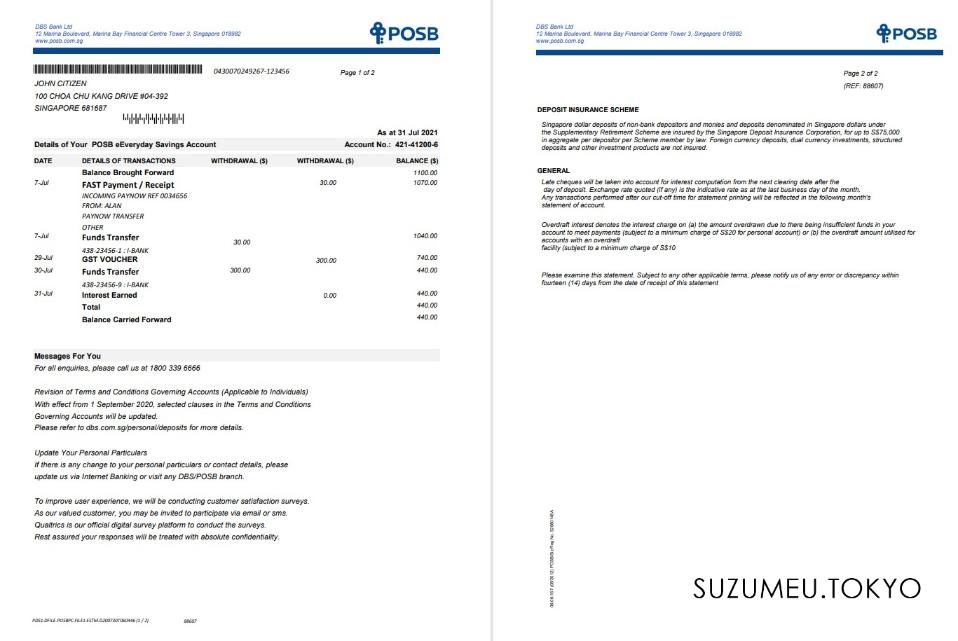 DBS Bank Ltd
12 Marina Boulevard, Marina Bay Financial Centre Tower 3, Singapore 018982
www.posb.com.sg
POSB
0430070249267-123456 Page 1 of 2
JOHN CITIZEN
100 CHOA CHU KANG DRIVE #04-392
SINGAPORE 681687
As at 31 Jul 2021
Details of Your POSB eEveryday Savings Account Account No.: 421-41200-6
DATE DETAILS OF TRANSACTIONS WITHDRAWAL ($) WITHDRAWAL ($) BALANCE ($)
Balance Brought Forward 1100.00
7-Jul FAST Payment / Receipt 30.00 1070.00
INCOMING PAYNOW REF 0034656
FROM: ALAN
PAYNOW TRANSFER
OTHER
7-Jul Funds Transfer 30.00 1040.00
438-23456-1 : I-BANK
29-Jul GST VOUCHER 300.00 740.00
30-Jul Funds Transfer 300.00 440.00
438-23456-9 : I-BANK
31-Jul Interest Earned 0.00 440.00
Total 440.00
Balance Carried Forward 440.00
Messages For You
For all enquiries, please call us at 1800 339 6666
Revision of Terms and Conditions Governing Accounts (Applicable to Individuals)
With effect from 1 September 2020, selected clauses in the Terms and Conditions
Governing Accounts will be updated.
Please refer to dbs.com.sg/personal/deposits for more details.
Update Your Personal Particulars
If there is any change to your personal particulars or contact details, please
update us via Internet Banking or visit any DBS/POSB branch.
To improve user experience, we will be conducting customer satisfaction surveys.
As our valued customer, you may be invited to participate via email or sms.
Qualtrics is our official digital survey platform to conduct the surveys.
Rest assured your responses will be treated with absolute confidentiality.
88607
DBS Bank Ltd
12 Marina Boulevard, Marina Bay Financial Centre Tower 3, Singapore 018982
www.posb.com.sg
POSB
Page 2 of 2
(REF: 88607)
DEPOSIT INSURANCE SCHEME
Singapore dollar deposits of non-bank depositors and monies and deposits denominated in Singapore dollars under
the Supplementary Retirement Scheme are insured by the Singapore Deposit Insurance Corporation, for up to S$75,000
in aggregate per depositor per Scheme member by law. Foreign currency deposits, dual currency investments, structured
deposits and other investment products are not insured.
GENERAL
Late cheques will be taken into account for interest computation from the next clearing date after the
day of deposit. Exchange rate quoted (if any) is the indicative rate as at the last business day of the month.
Any transactions performed after our cut-off time for statement printing will be reflected in the following month's
statement of account.
Overdraft interest denotes the interest charge on (a) the amount overdrawn due to there being insufficient funds in your
account to meet payments (subject to a minimum charge of S$20 for personal account) or (b) the overdraft amount utilised for
accounts with an overdraft
facility (subject to a minimum charge of S$10
Please examine this statement. Subject to any other applicable terms, please notify us of any error or discrepancy within
fourteen (14) days from the date of receipt of this statement
SUZUMEU.TOKYO